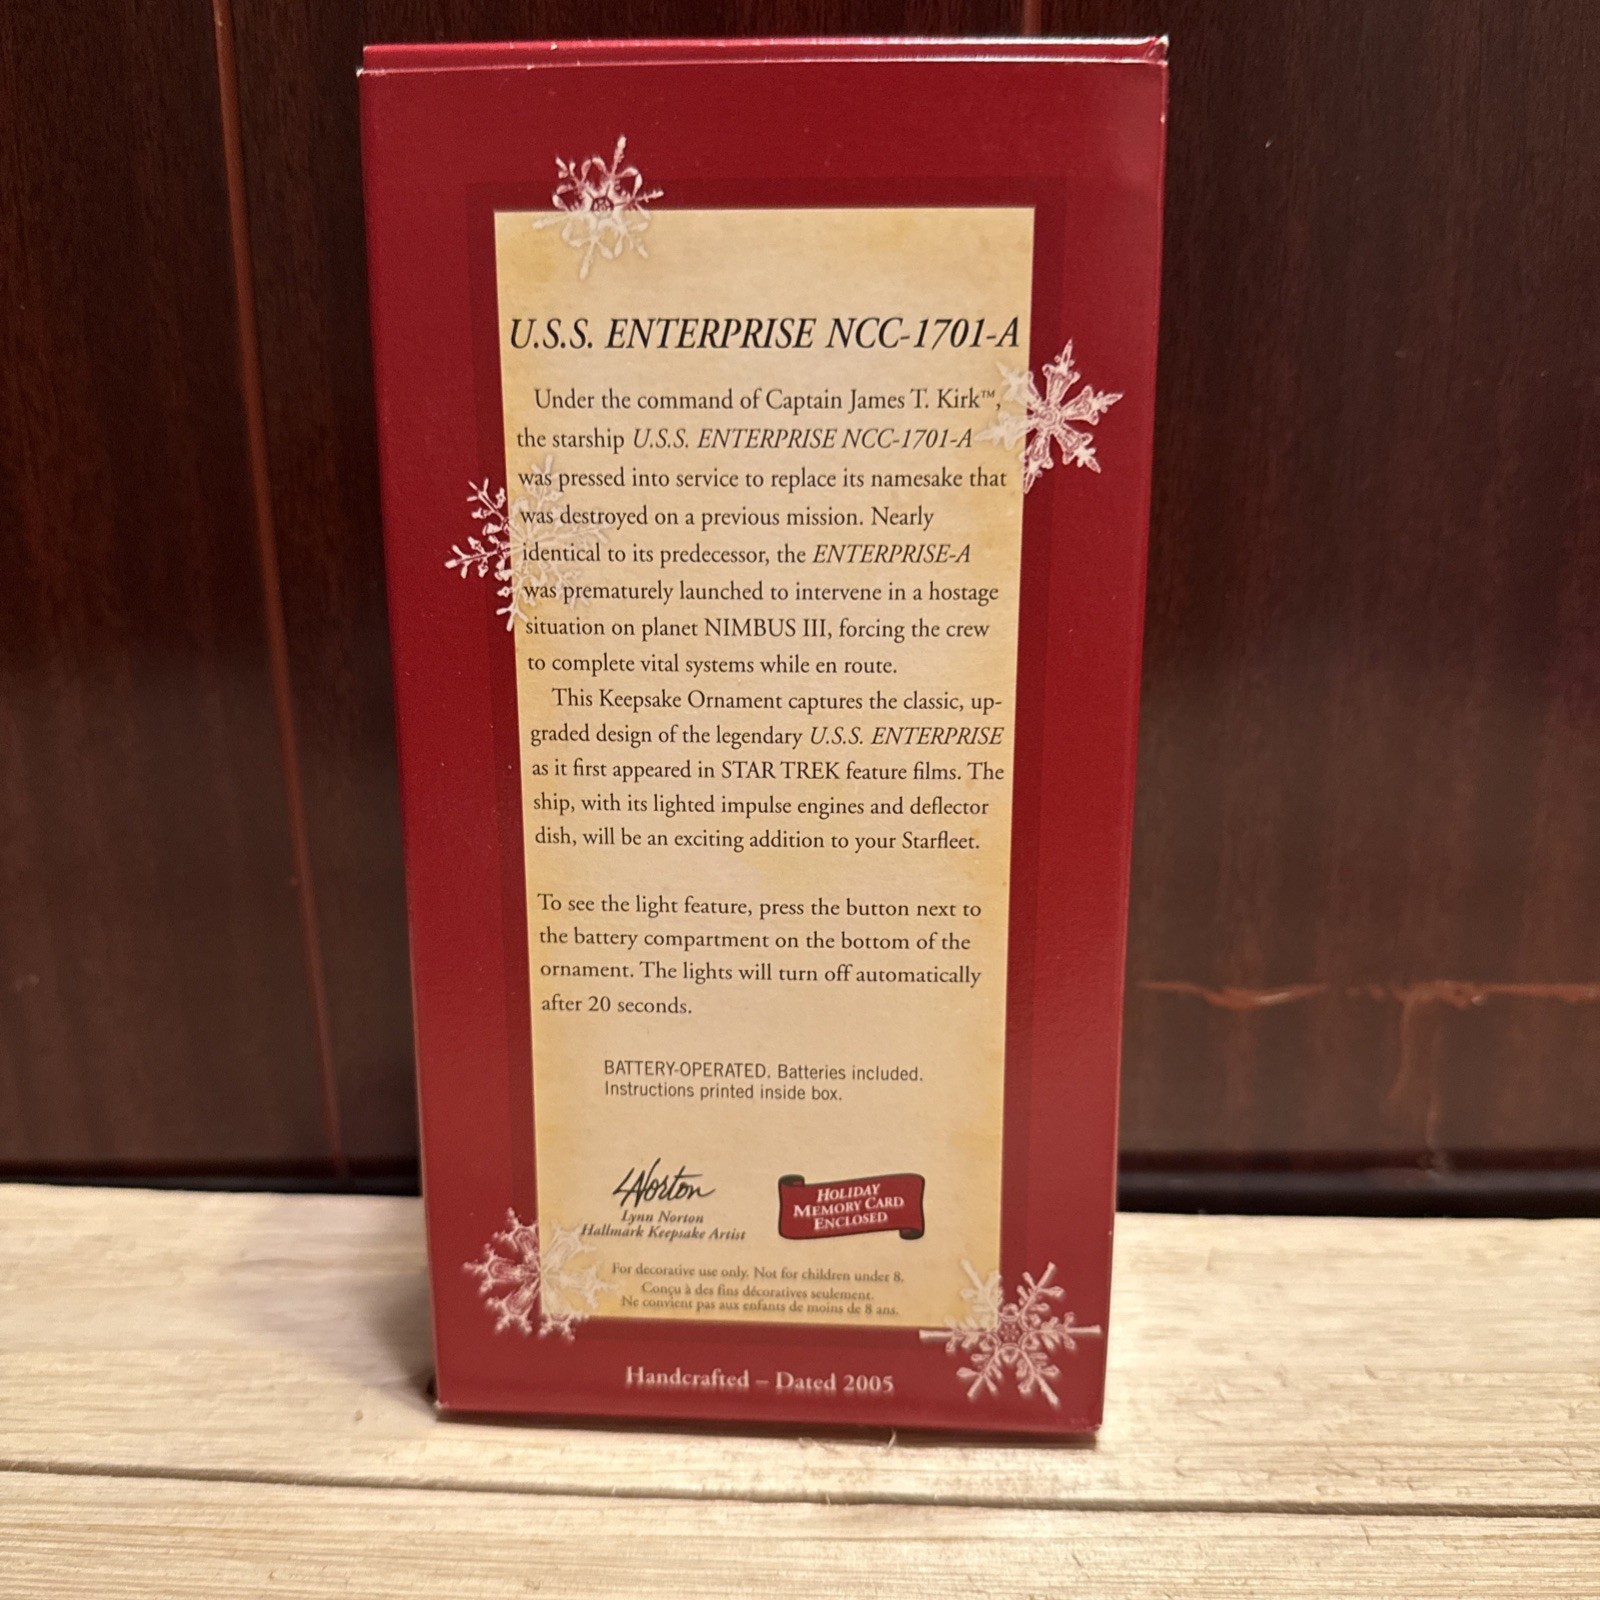 U.S.S. ENTERPRISE NCC-1701-A
Under the command of Captain James T. Kirk™,
the starship U.S.S. ENTERPRISE NCC-1701-A
was pressed into service to replace its namesake that
was destroyed on a previous mission. Nearly
identical to its predecessor, the ENTERPRISE-A
was prematurely launched to intervene in a hostage
situation on planet NIMBUS III, forcing the crew
to complete vital systems while en route.
This Keepsake Ornament captures the classic, up-
graded design of the legendary U.S.S. ENTERPRISE
as it first appeared in STAR TREK feature films. The
ship, with its lighted impulse engines and deflector
dish, will be an exciting addition to your Starfleet.
To see the light feature, press the button next to
the battery compartment on the bottom of the
ornament. The lights will turn off automatically
after 20 seconds.
BATTERY-OPERATED. Batteries included.
Instructions printed inside box.
LNorton
Lynn Norton
Hallmark Keepsake Artist
HOLIDAY
MEMORY CARD
ENCLOSED
For decorative use only. Not for children under 8.
Conçu à des fins décoratives seulement.
Ne convient pas aux enfants de moins de 8 ans.
Handcrafted – Dated 2005